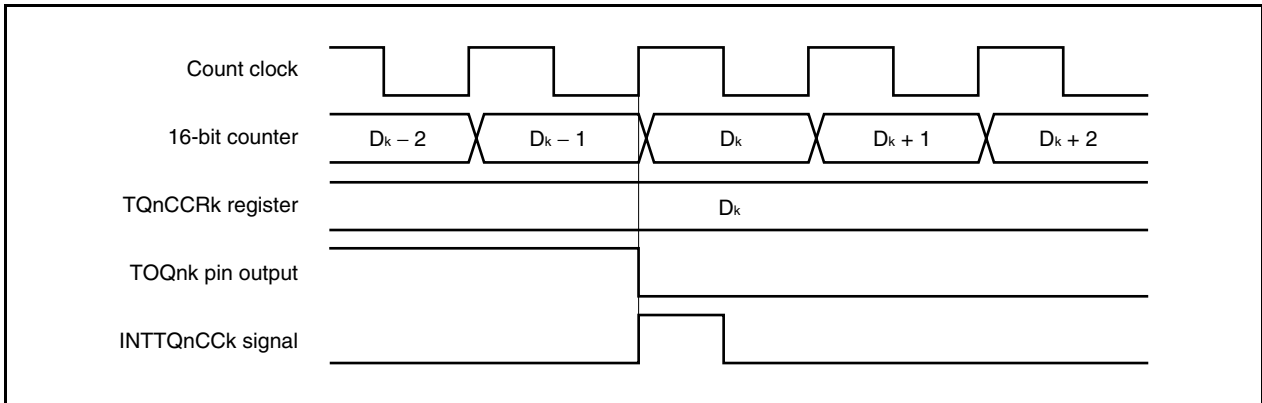 Count clock
16-bit counter Dk – 2 Dk – 1 Dk Dk + 1 Dk + 2
TQnCCRk register Dk
TOQnk pin output
INTTQnCCk signal